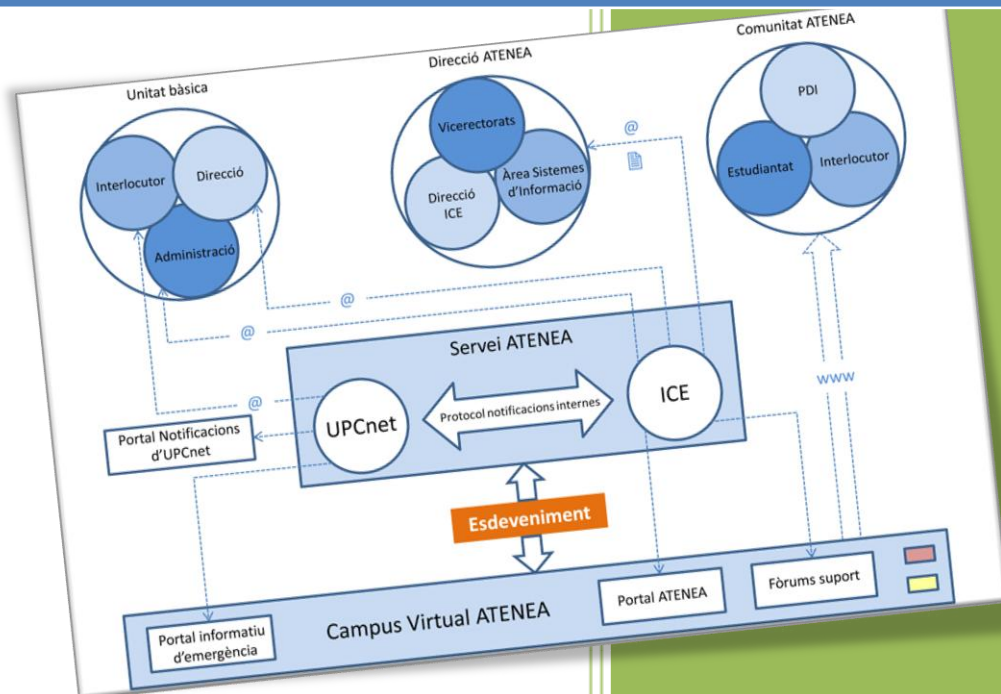 Unitat bàsica
Direcció ATENEA
Comunitat ATENEA
Interlocutor
Direcció
Administració
Vicerectorats
Direcció
ICE
Àrea Sistemes
d'Informació
PDI
Estudiantat
Interlocutor
@
@
@
@
www
Servei ATENEA
UPCnet
Protocol notificacions internes
ICE
Portal Notificacions
d'UPCnet
Esdeveniment
Campus Virtual ATENEA
Portal informatiu
d'emergència
Portal ATENEA
Fòrums suport